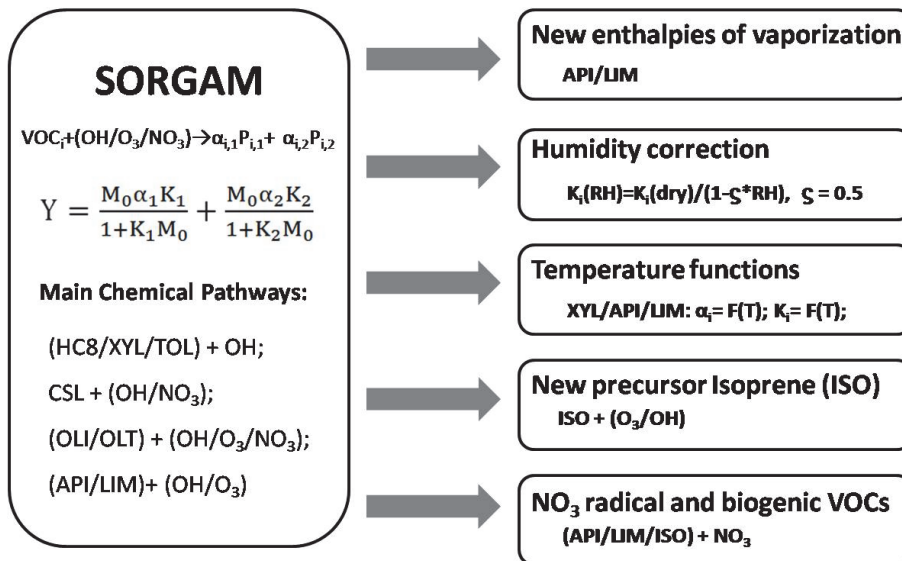 SORGAM
VOCᵢ+(OH/O₃/NO₃)→αᵢ,₁Pᵢ,₁+ αᵢ,₂Pᵢ,₂
Y = M₀α₁K₁/1+K₁M₀ + M₀α₂K₂/1+K₂M₀
Main Chemical Pathways:
(HC8/XYL/TOL) + OH;
CSL + (OH/NO₃);
(OLI/OLT) + (OH/O₃/NO₃);
(API/LIM)+ (OH/O₃)
New enthalpies of vaporization
API/LIM
Humidity correction
Kᵢ(RH)=Kᵢ(dry)/(1-ς*RH), ς = 0.5
Temperature functions
XYL/API/LIM: αᵢ= F(T); Kᵢ= F(T);
New precursor Isoprene (ISO)
ISO + (O₃/OH)
NO₃ radical and biogenic VOCs
(API/LIM/ISO) + NO₃